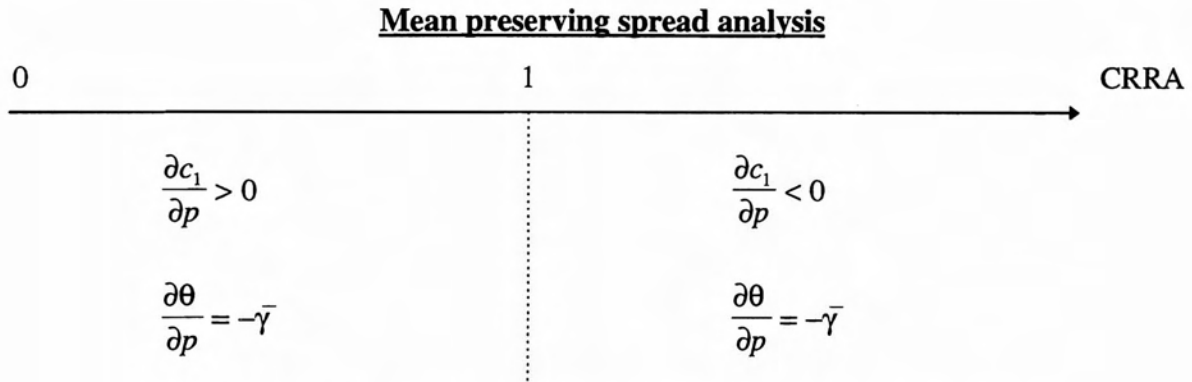 Mean preserving spread analysis
0 1 CRRA
∂c₁/∂p > 0 ∂c₁/∂p < 0
∂θ/∂p = −γ̄ ∂θ/∂p = −γ̄